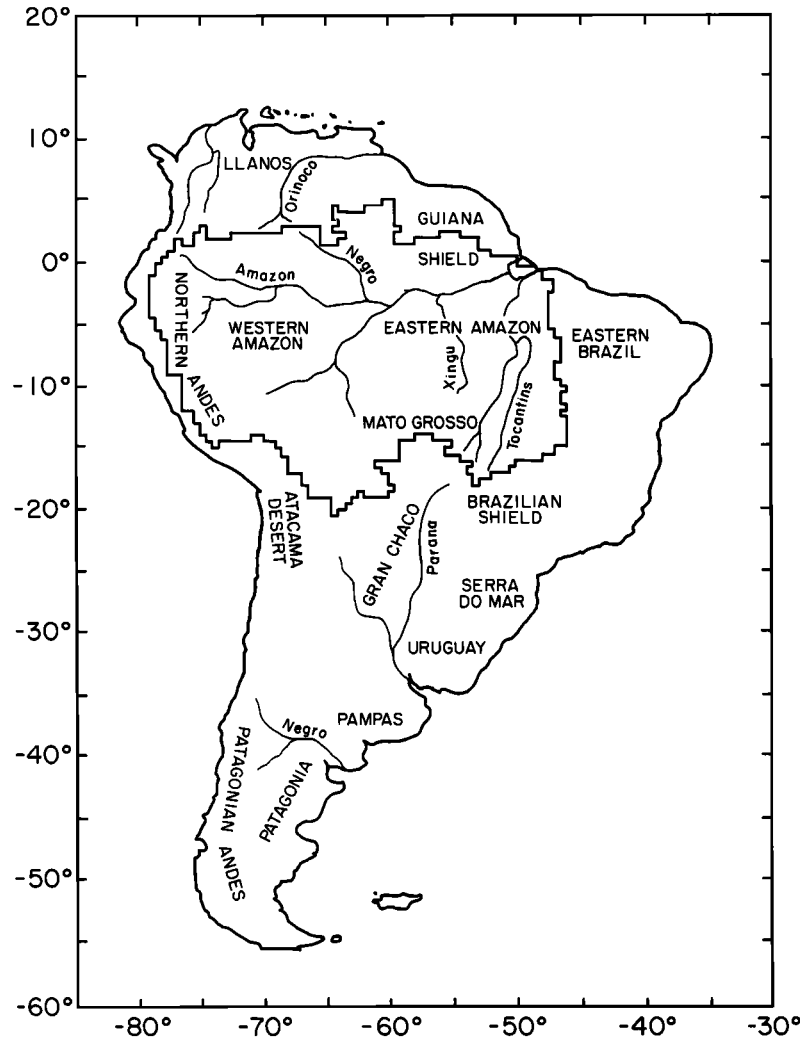 20°
10°
LLANOS
Orinoco
GUIANA
SHIELD
0°
Negro
Amazon
NORTHERN ANDES
WESTERN
AMAZON
EASTERN AMAZON
EASTERN
BRAZIL
Xingu
Tocantins
-10°
MATO GROSSO
ATACAMA
DESERT
BRAZILIAN
SHIELD
-20°
GRAN CHACO
Parana
SERRA
DO MAR
-30°
URUGUAY
PAMPAS
Negro
-40°
PATAGONIAN ANDES
PATAGONIA
-50°
-60°
-80° -70° -60° -50° -40° -30°